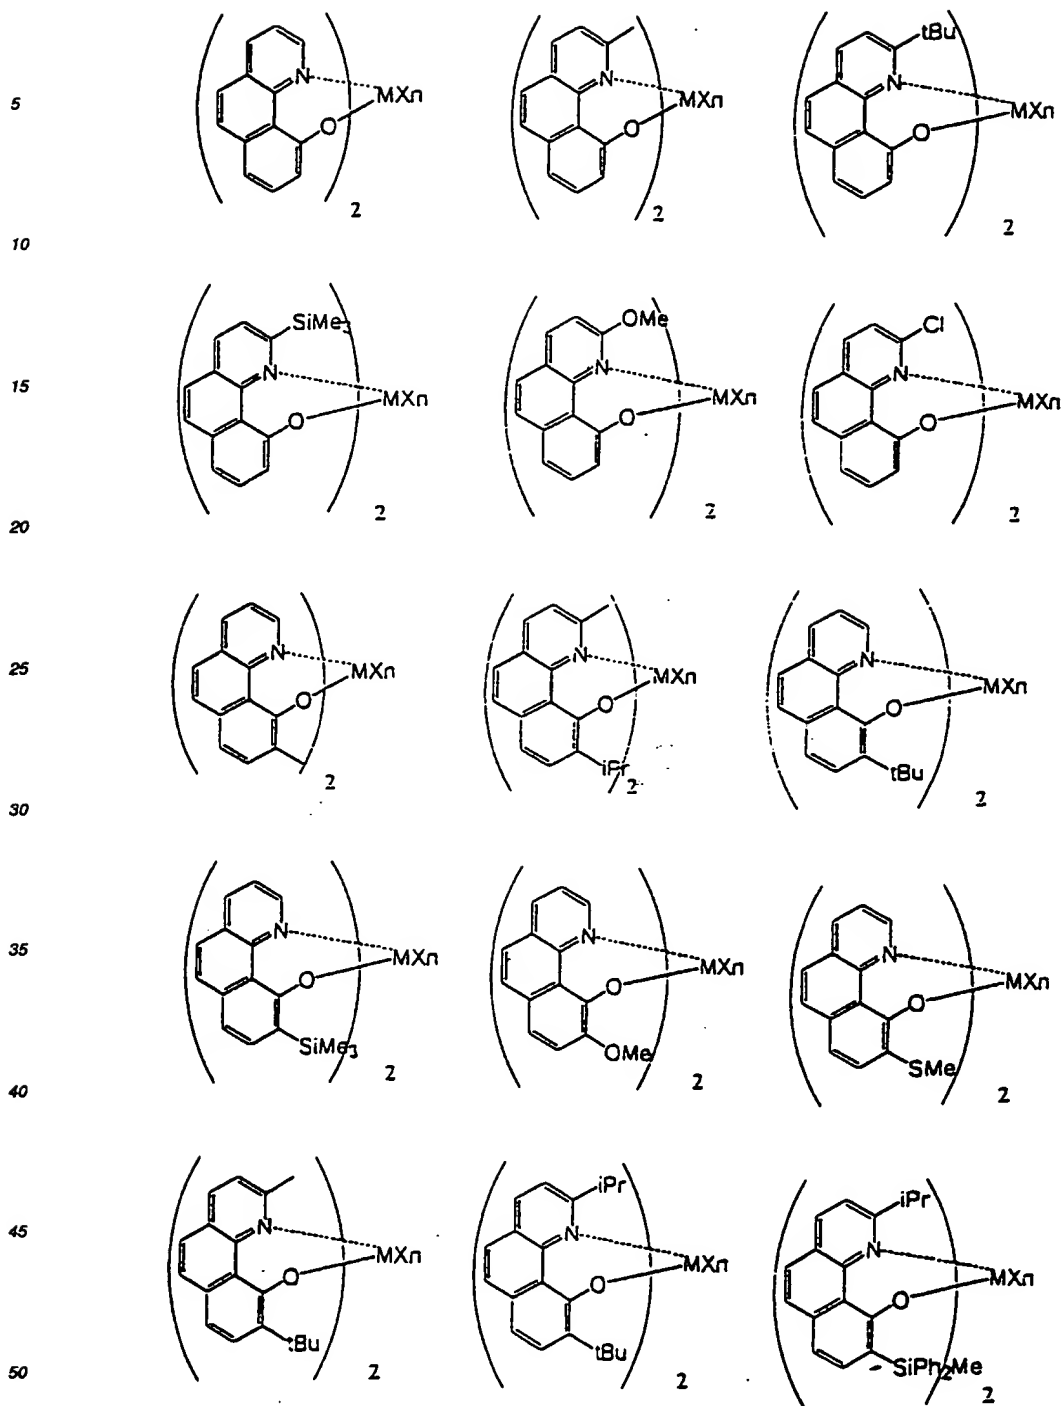 N MXn N MXn tBu N MXn
5
O O O
2 2 2
10
SiMe3 OMe Cl
15 N MXn N MXn N MXn
O O O
2 2 2
20
N MXn N MXn N MXn
25
O O O
iPr tBu
2 2 2
30
N MXn N MXn N MXn
35
O O O
SiMe3 OMe SMe
2 2 2
40
iPr iPr
45 N MXn N MXn N MXn
O O O
tBu tBu SiPh2Me
50 2 2 2